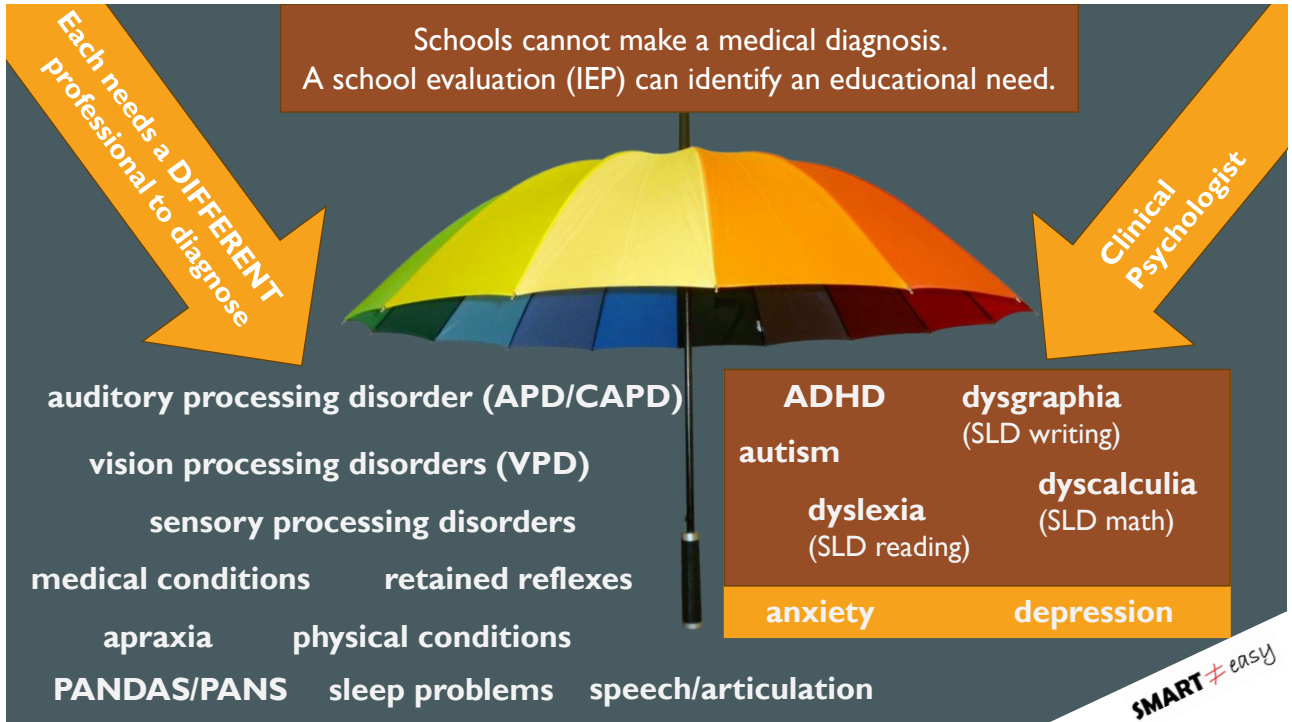 Schools cannot make a medical diagnosis.
A school evaluation (IEP) can identify an educational need.
Each needs a DIFFERENT
professional to diagnose
Clinical
Psychologist
auditory processing disorder (APD/CAPD)
vision processing disorders (VPD)
sensory processing disorders
medical conditions retained reflexes
apraxia physical conditions
PANDAS/PANS sleep problems speech/articulation
ADHD dysgraphia
(SLD writing)
autism
dyscalculia
(SLD math)
dyslexia
(SLD reading)
anxiety depression
SMART ≠ easy